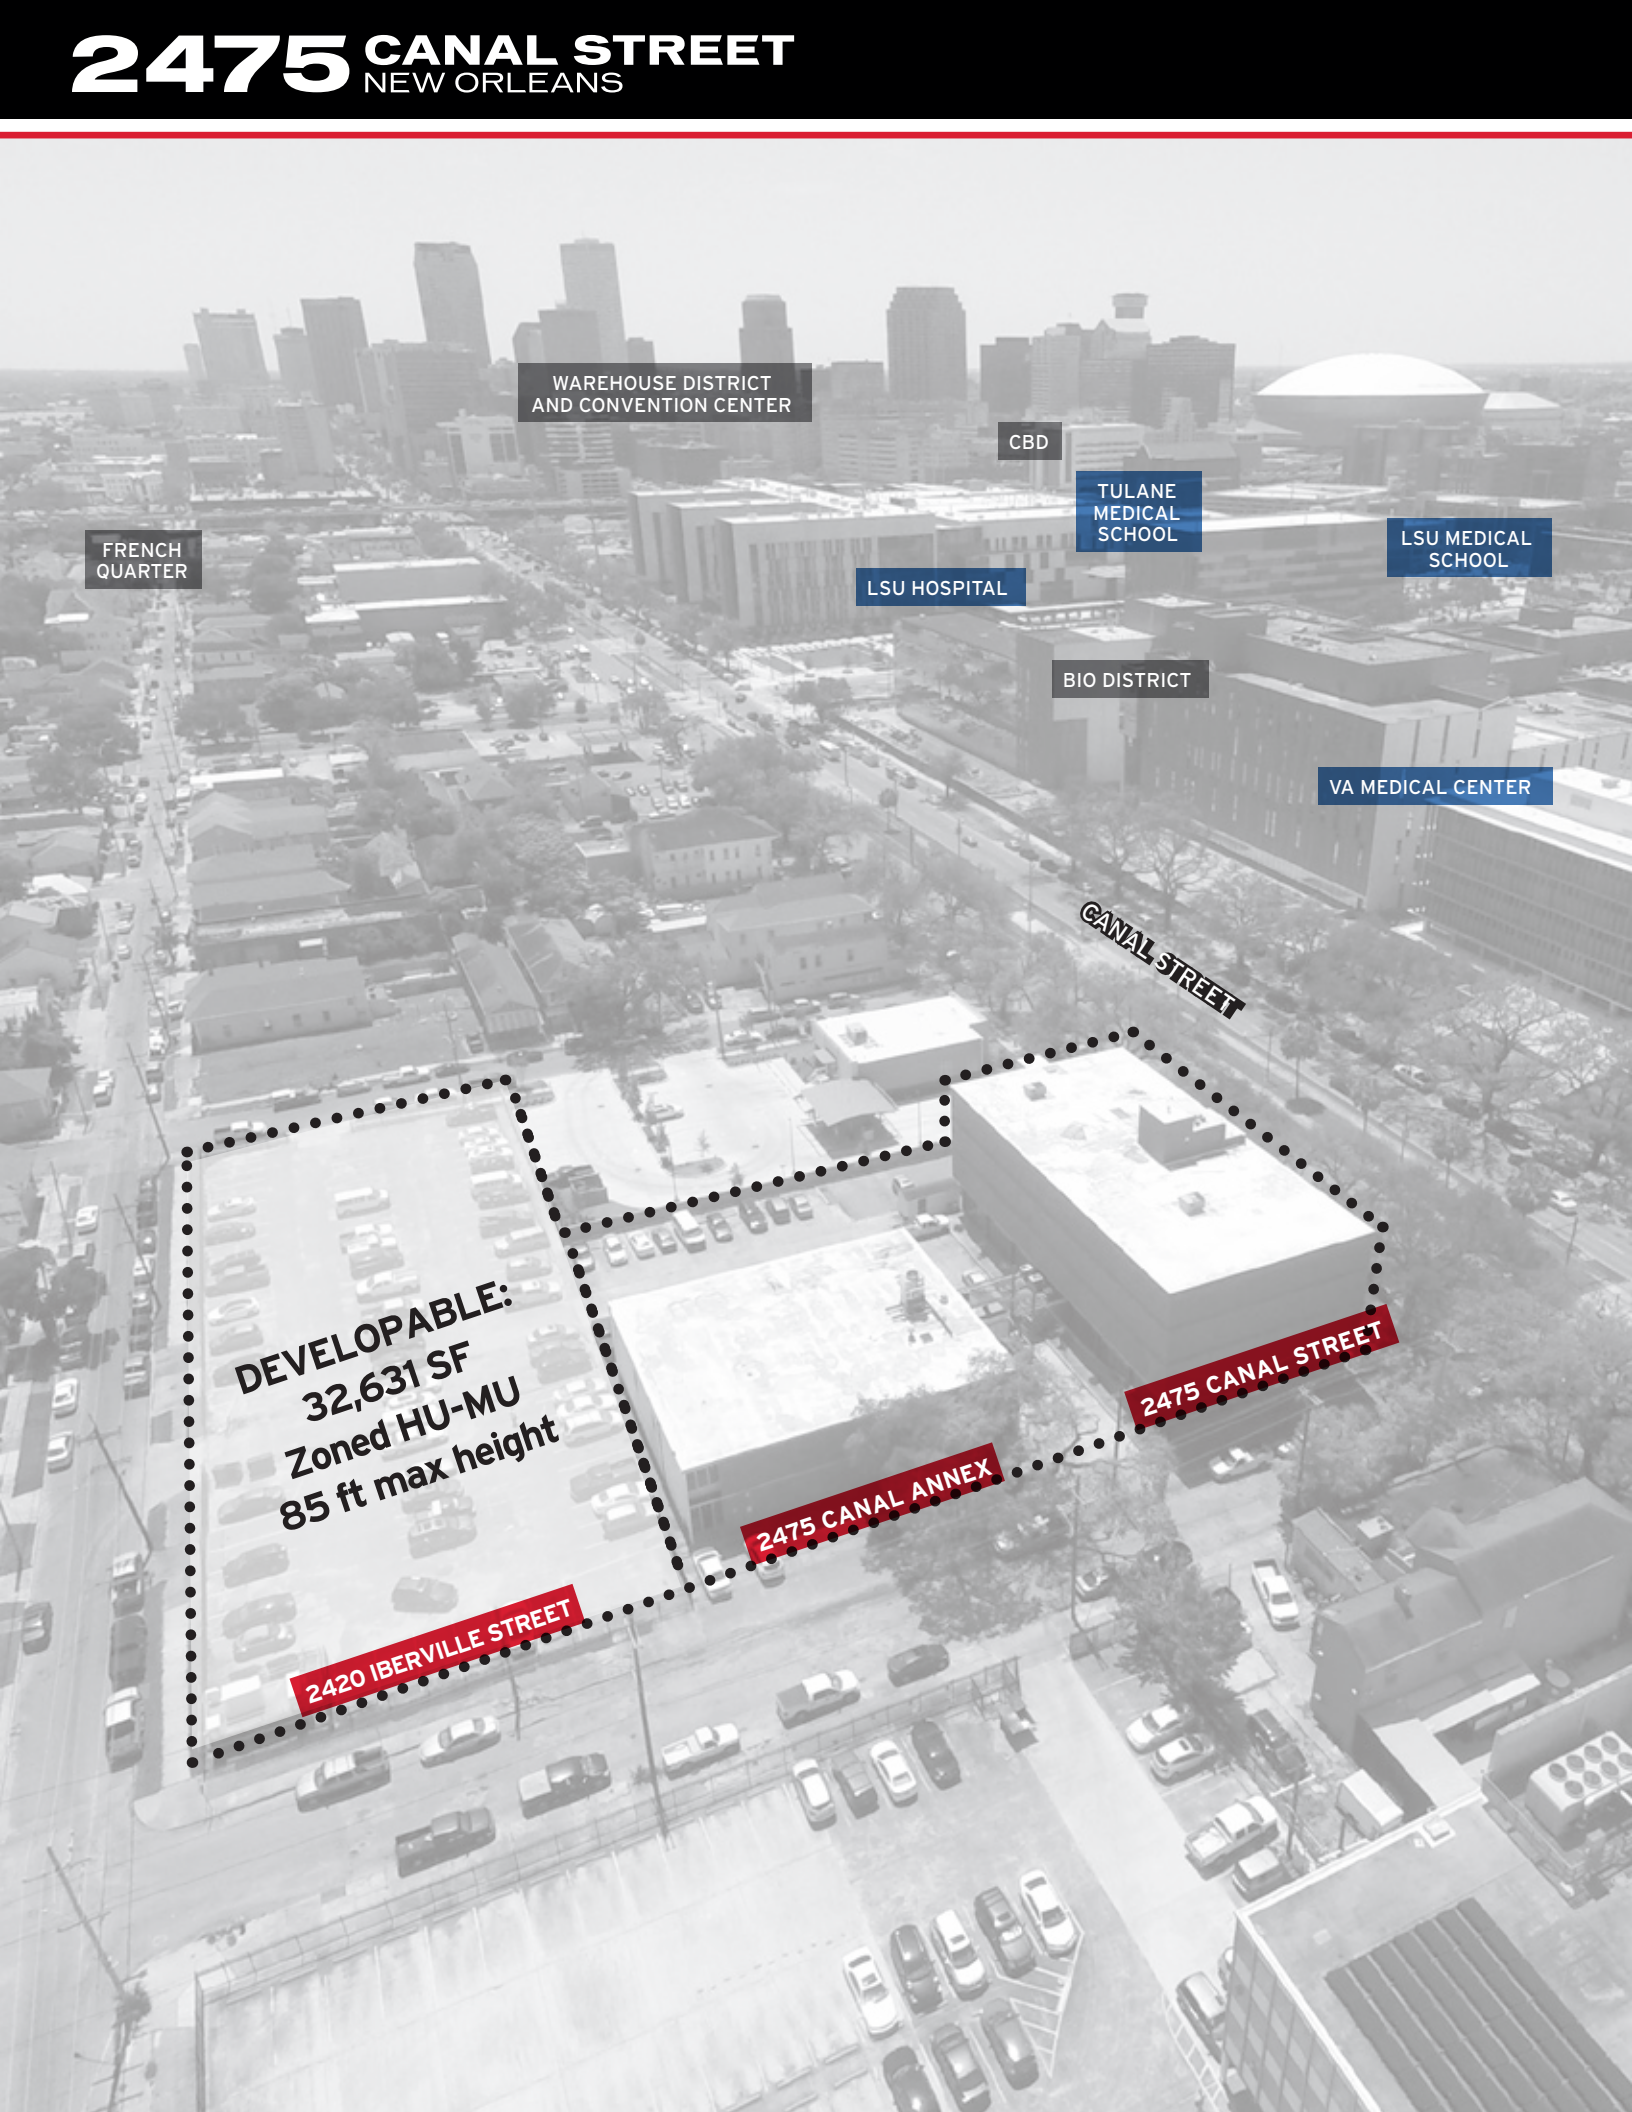 2475 CANAL STREET
NEW ORLEANS
WAREHOUSE DISTRICT
AND CONVENTION CENTER
CBD
TULANE
MEDICAL
SCHOOL
LSU MEDICAL
SCHOOL
FRENCH
QUARTER
LSU HOSPITAL
BIO DISTRICT
VA MEDICAL CENTER
CANAL STREET
DEVELOPABLE:
32,631 SF
Zoned HU-MU
85 ft max height
2475 CANAL STREET
2475 CANAL ANNEX
2420 IBERVILLE STREET